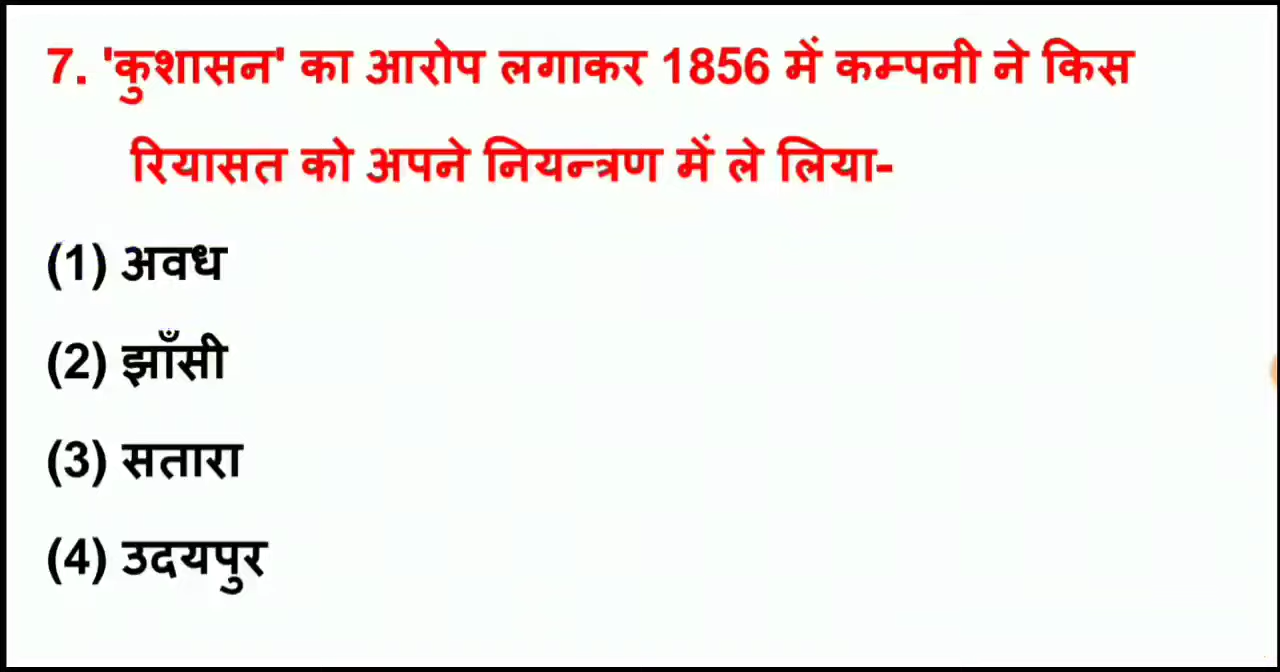 7. 'कुशासन' का आरोप लगाकर 1856 में कम्पनी ने किस
रियासत को अपने नियन्त्रण में ले लिया-
(1) अवध
(2) झाँसी
(3) सतारा
(4) उदयपुर